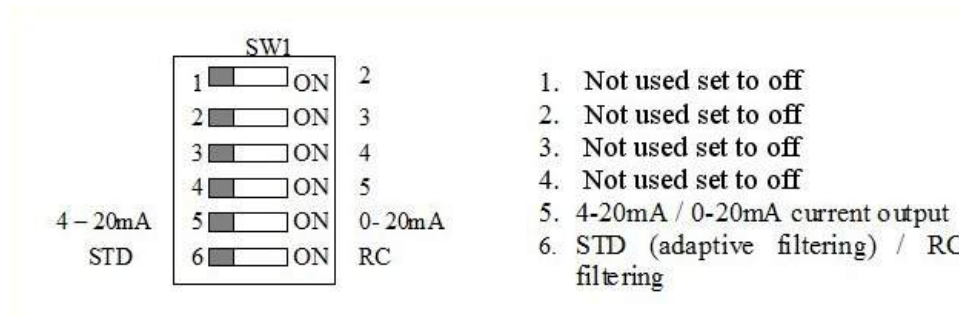 SW1
1 ON 2
2 ON 3
3 ON 4
4 ON 5
4 – 20mA 5 ON 0- 20mA
STD 6 ON RC
1. Not used set to off
2. Not used set to off
3. Not used set to off
4. Not used set to off
5. 4-20mA / 0-20mA current output
6. STD (adaptive filtering) / RC
filtering